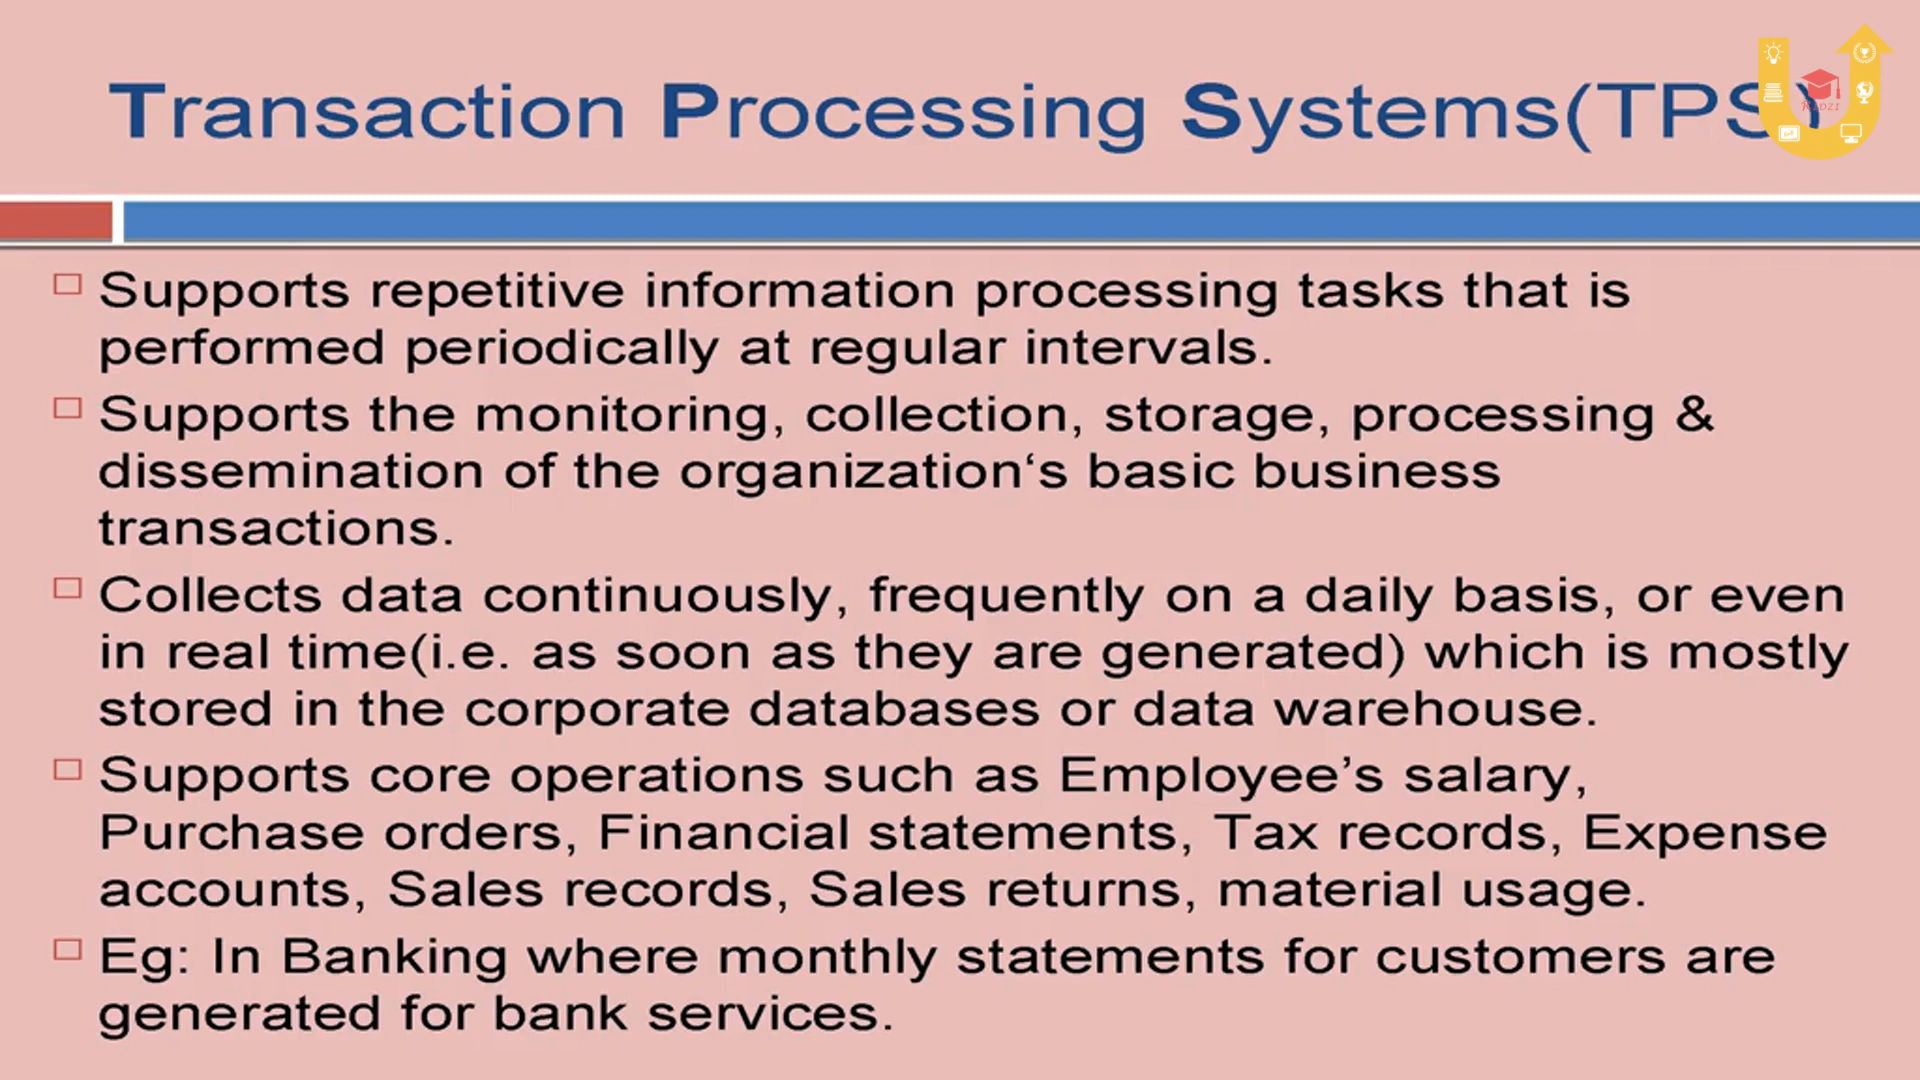 Transaction Processing Systems(TPS)
Supports repetitive information processing tasks that is
performed periodically at regular intervals.
Supports the monitoring, collection, storage, processing &
dissemination of the organization‘s basic business
transactions.
Collects data continuously, frequently on a daily basis, or even
in real time(i.e. as soon as they are generated) which is mostly
stored in the corporate databases or data warehouse.
Supports core operations such as Employee’s salary,
Purchase orders, Financial statements, Tax records, Expense
accounts, Sales records, Sales returns, material usage.
Eg: In Banking where monthly statements for customers are
generated for bank services.